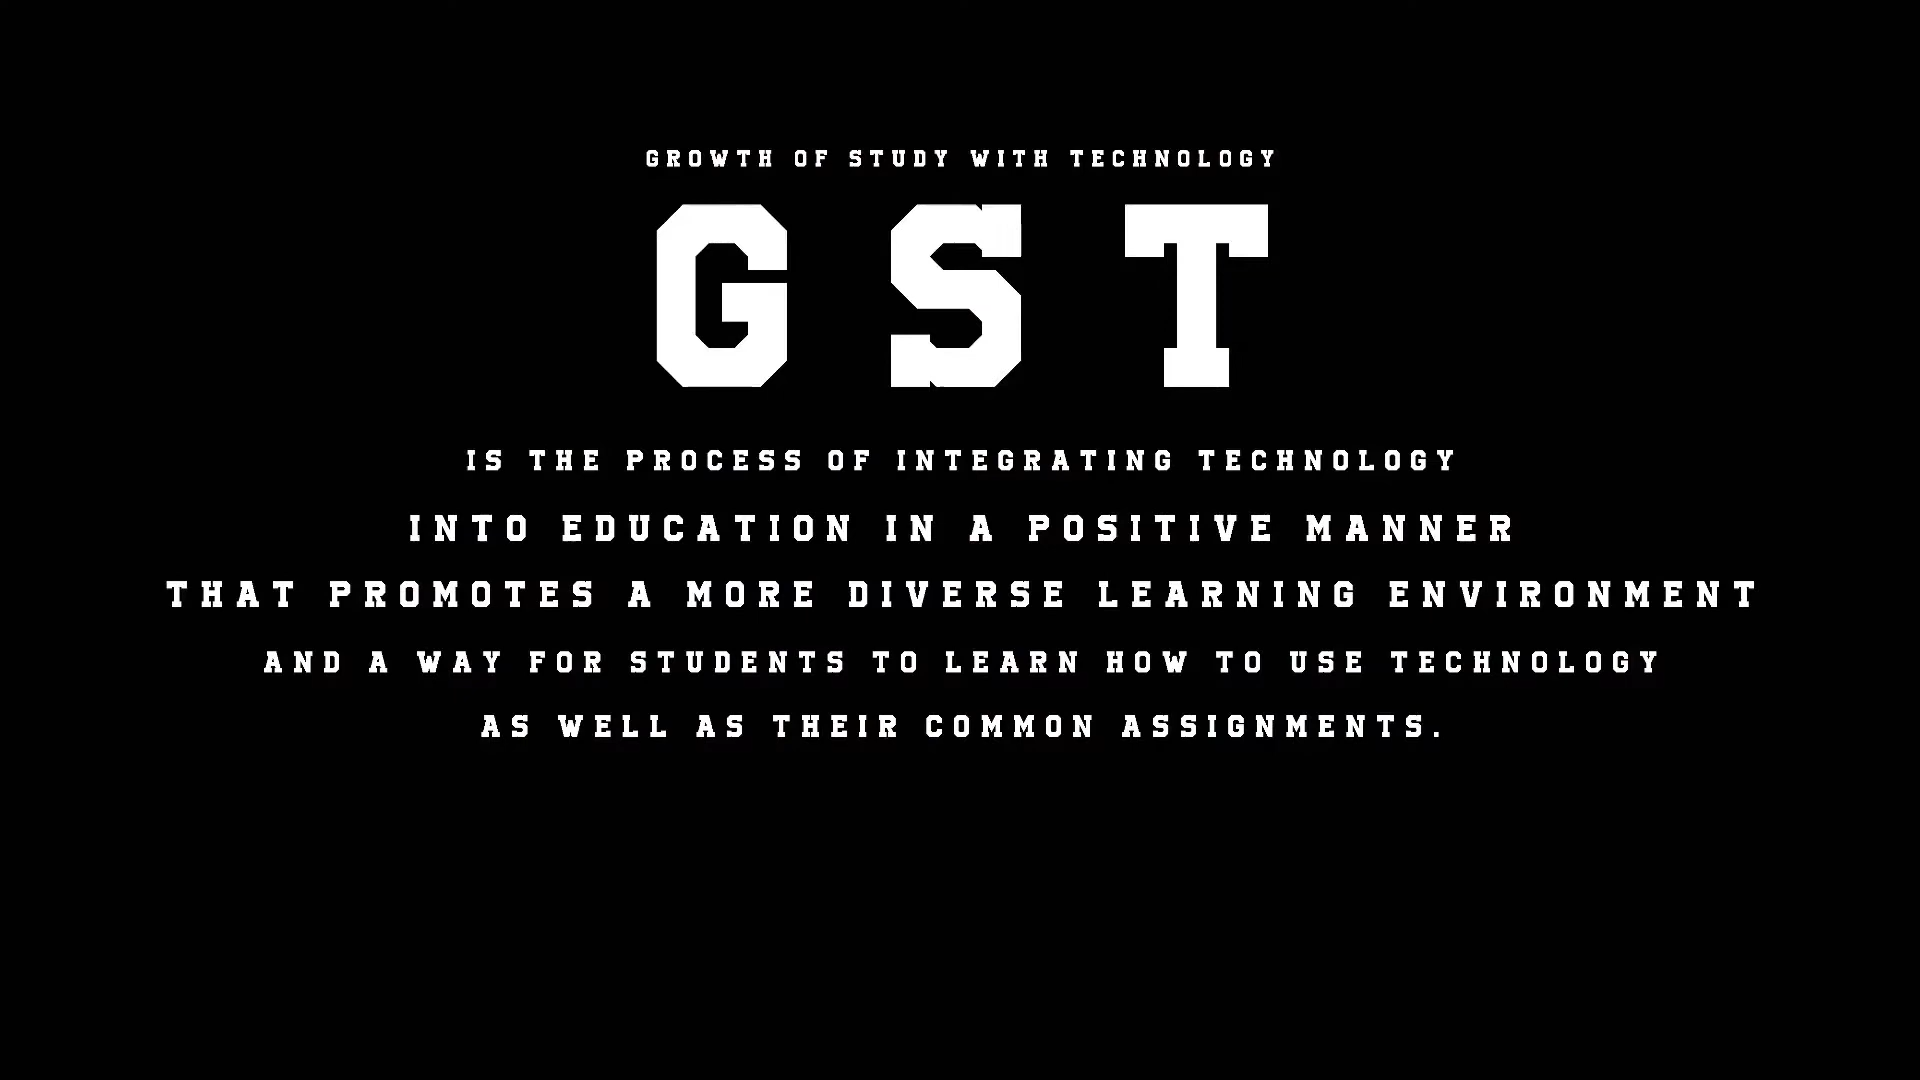 GROWTH OF STUDY WITH TECHNOLOGY
GST
IS THE PROCESS OF INTEGRATING TECHNOLOGY
INTO EDUCATION IN A POSITIVE MANNER
THAT PROMOTES A MORE DIVERSE LEARNING ENVIRONMENT
AND A WAY FOR STUDENTS TO LEARN HOW TO USE TECHNOLOGY
AS WELL AS THEIR COMMON ASSIGNMENTS.